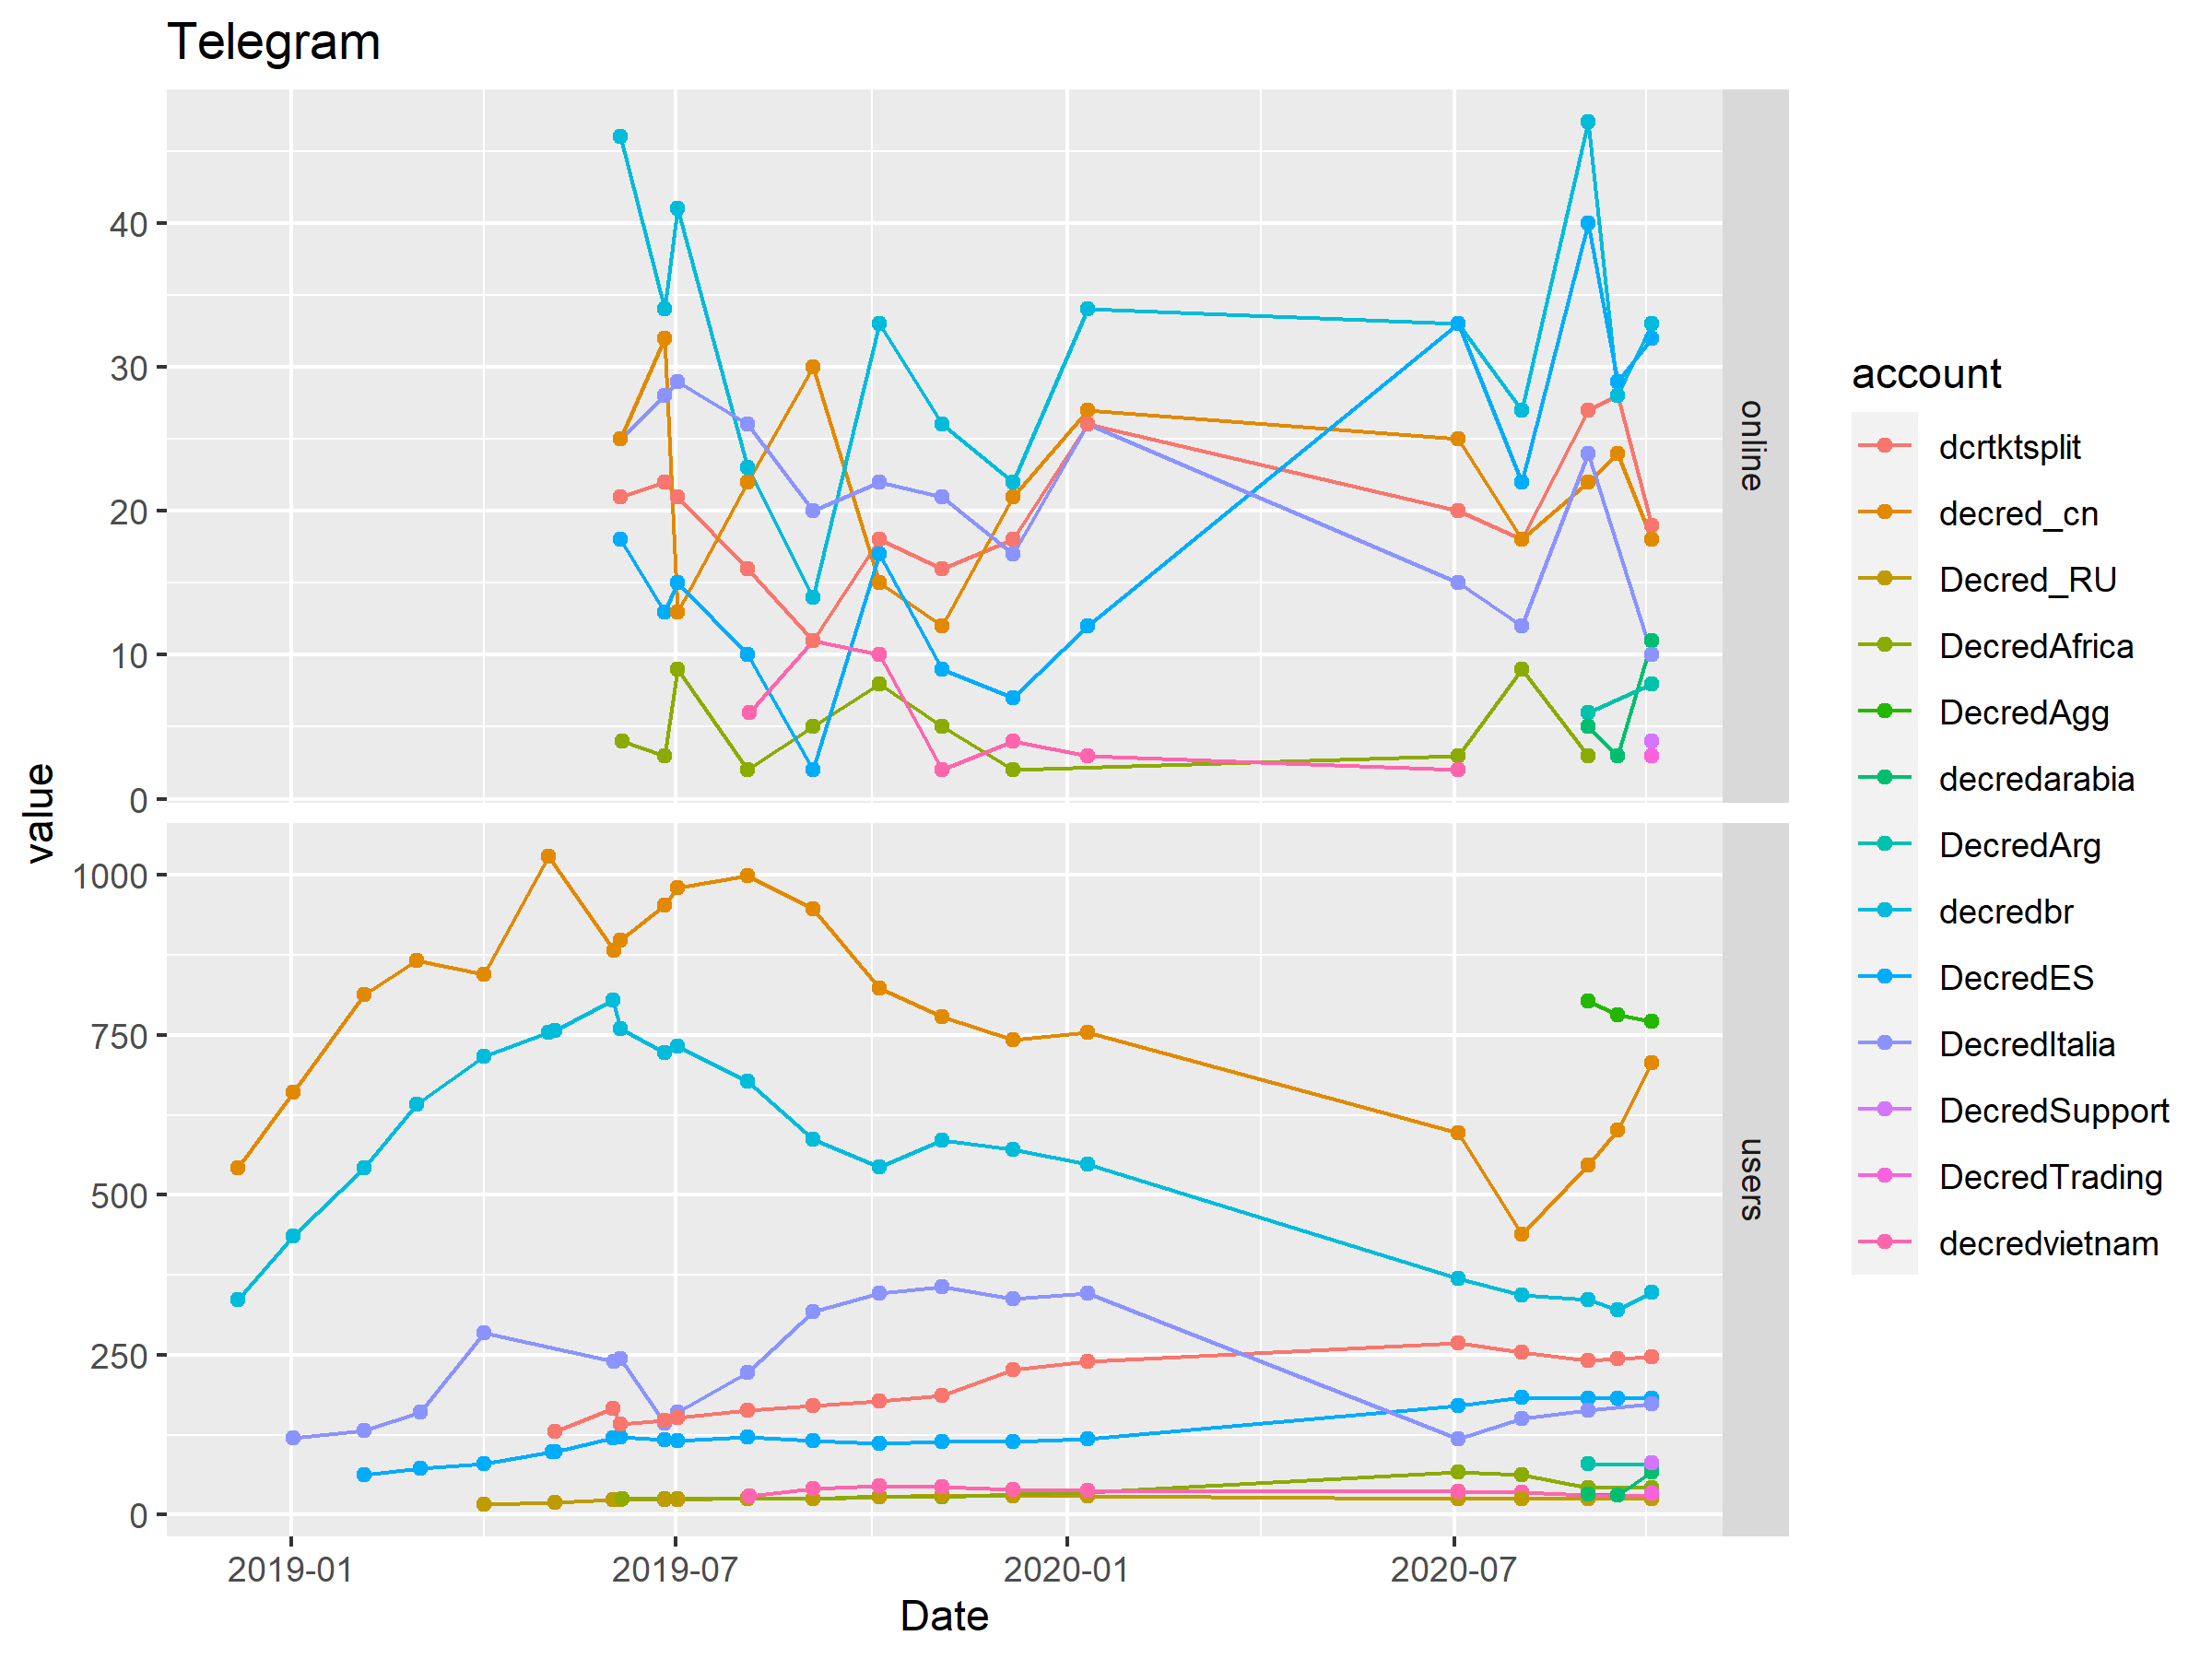 Telegram
value
40
30
20
10
0
online
1000
750
500
250
0
users
2019-01
2019-07
2020-01
2020-07
Date
account
dcrtktsplit
decred_cn
Decred_RU
DecredAfrica
DecredAgg
decredarabia
DecredArg
decredbr
DecredES
DecredItalia
DecredSupport
DecredTrading
decredvietnam